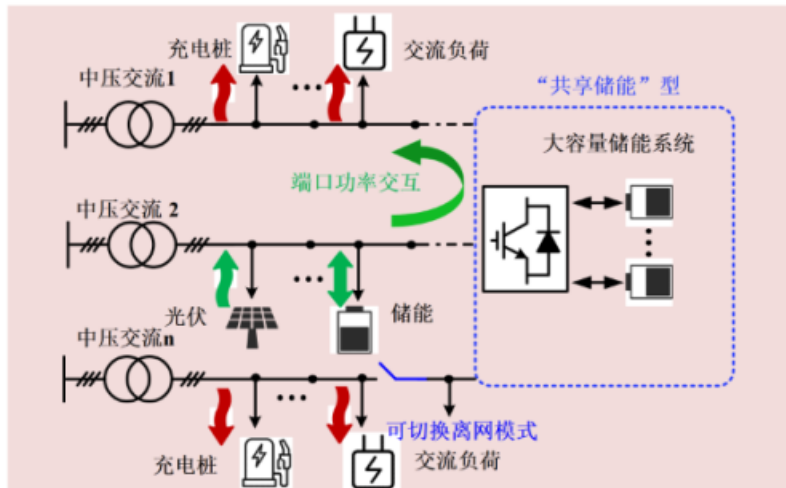 充电桩
交流负荷
中压交流1
“共享储能”型
大容量储能系统
端口功率交互
中压交流 2
光伏
储能
中压交流n
可切换离网模式
充电桩
交流负荷